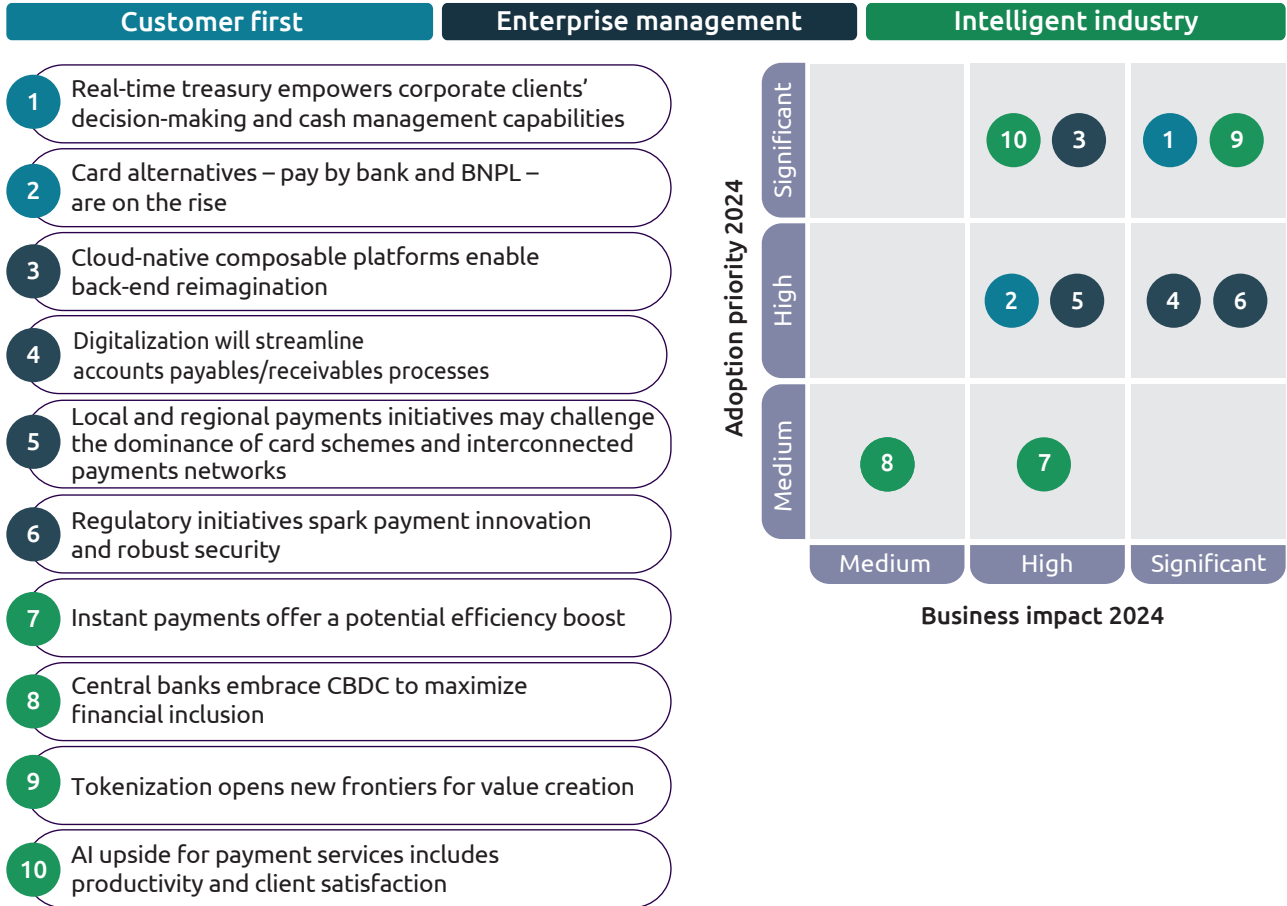 Customer first
Enterprise management
Intelligent industry
1
Real-time treasury empowers corporate clients’
decision-making and cash management capabilities
2
Card alternatives – pay by bank and BNPL –
are on the rise
3
Cloud-native composable platforms enable
back-end reimagination
4
Digitalization will streamline
accounts payables/receivables processes
5
Local and regional payments initiatives may challenge
the dominance of card schemes and interconnected
payments networks
6
Regulatory initiatives spark payment innovation
and robust security
7
Instant payments offer a potential efficiency boost
8
Central banks embrace CBDC to maximize
financial inclusion
9
Tokenization opens new frontiers for value creation
10
AI upside for payment services includes
productivity and client satisfaction
Adoption priority 2024
Significant
10 3 1 9
High
2 5 4 6
Medium
8 7
Medium High Significant
Business impact 2024